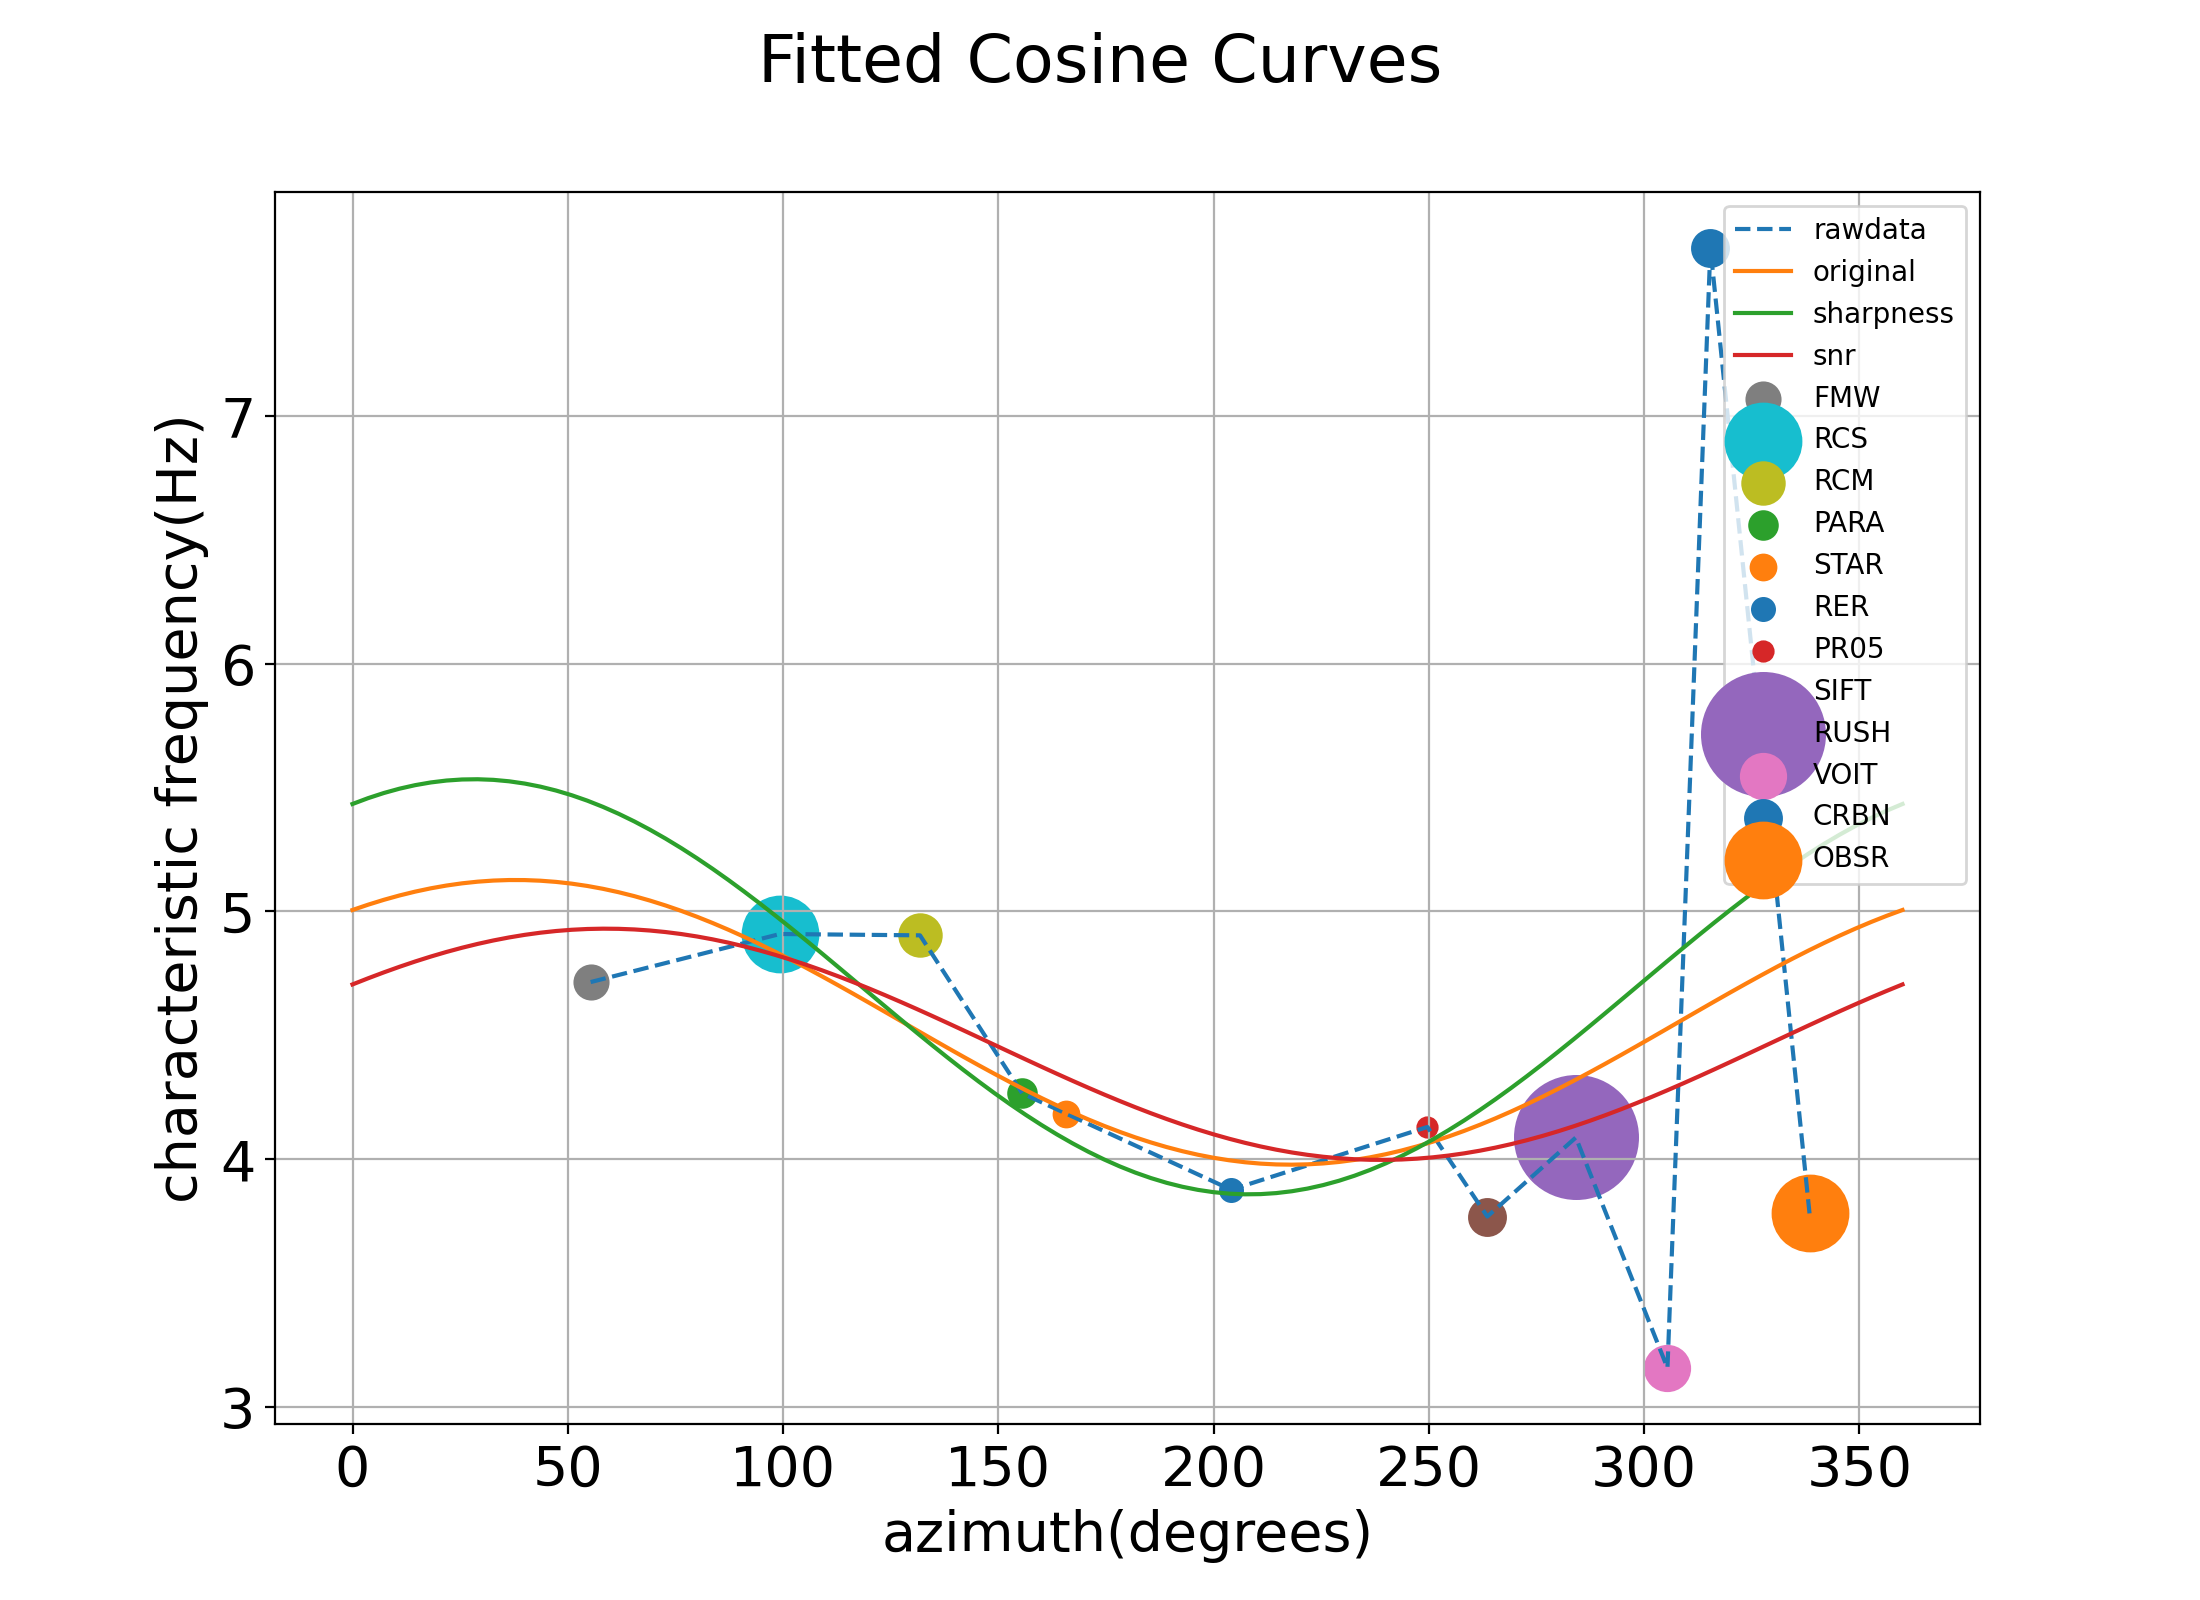 Fitted Cosine Curves
characteristic frequency(Hz)
7
6
5
4
3
0 50 100 150 200 250 300 350
azimuth(degrees)
rawdata
original
sharpness
snr
FMW
RCS
RCM
PARA
STAR
RER
PR05
SIFT
RUSH
VOIT
CRBN
OBSR